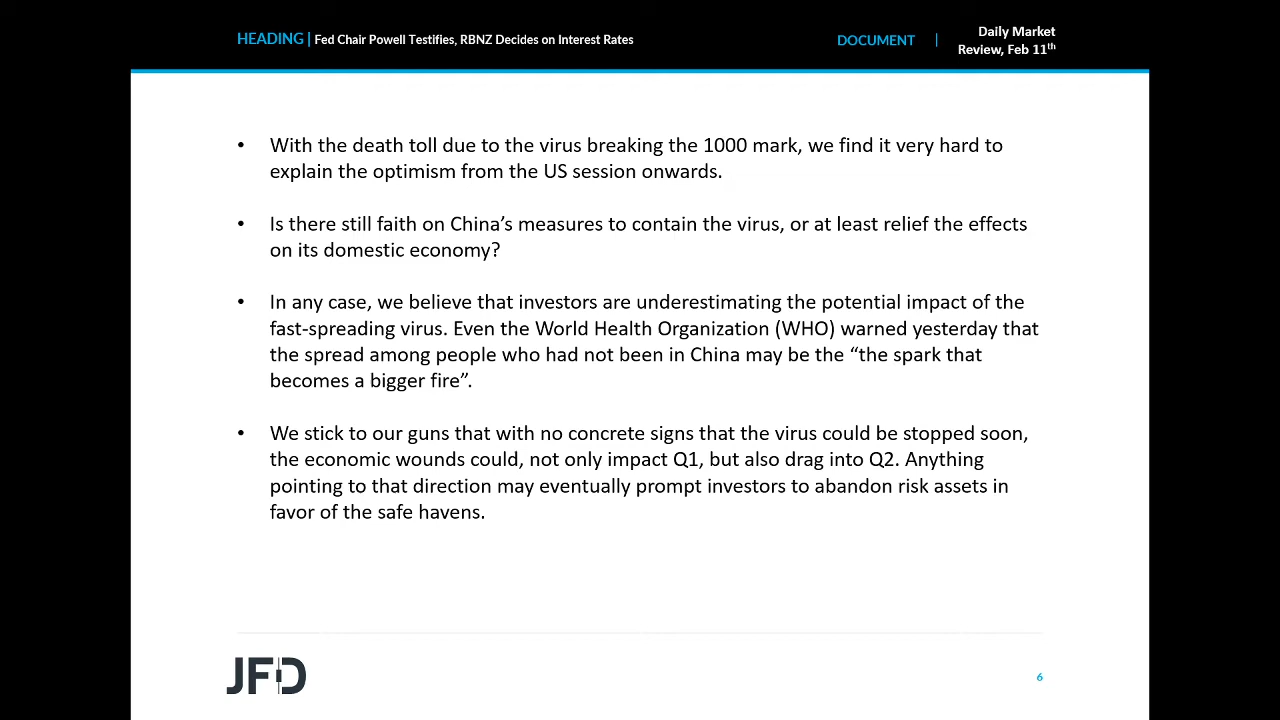 HEADING | Fed Chair Powell Testifies, RBNZ Decides on Interest Rates
DOCUMENT | Daily Market
Review, Feb 11th
• With the death toll due to the virus breaking the 1000 mark, we find it very hard to
explain the optimism from the US session onwards.
• Is there still faith on China’s measures to contain the virus, or at least relief the effects
on its domestic economy?
• In any case, we believe that investors are underestimating the potential impact of the
fast-spreading virus. Even the World Health Organization (WHO) warned yesterday that
the spread among people who had not been in China may be the “the spark that
becomes a bigger fire”.
• We stick to our guns that with no concrete signs that the virus could be stopped soon,
the economic wounds could, not only impact Q1, but also drag into Q2. Anything
pointing to that direction may eventually prompt investors to abandon risk assets in
favor of the safe havens.
JFD
6